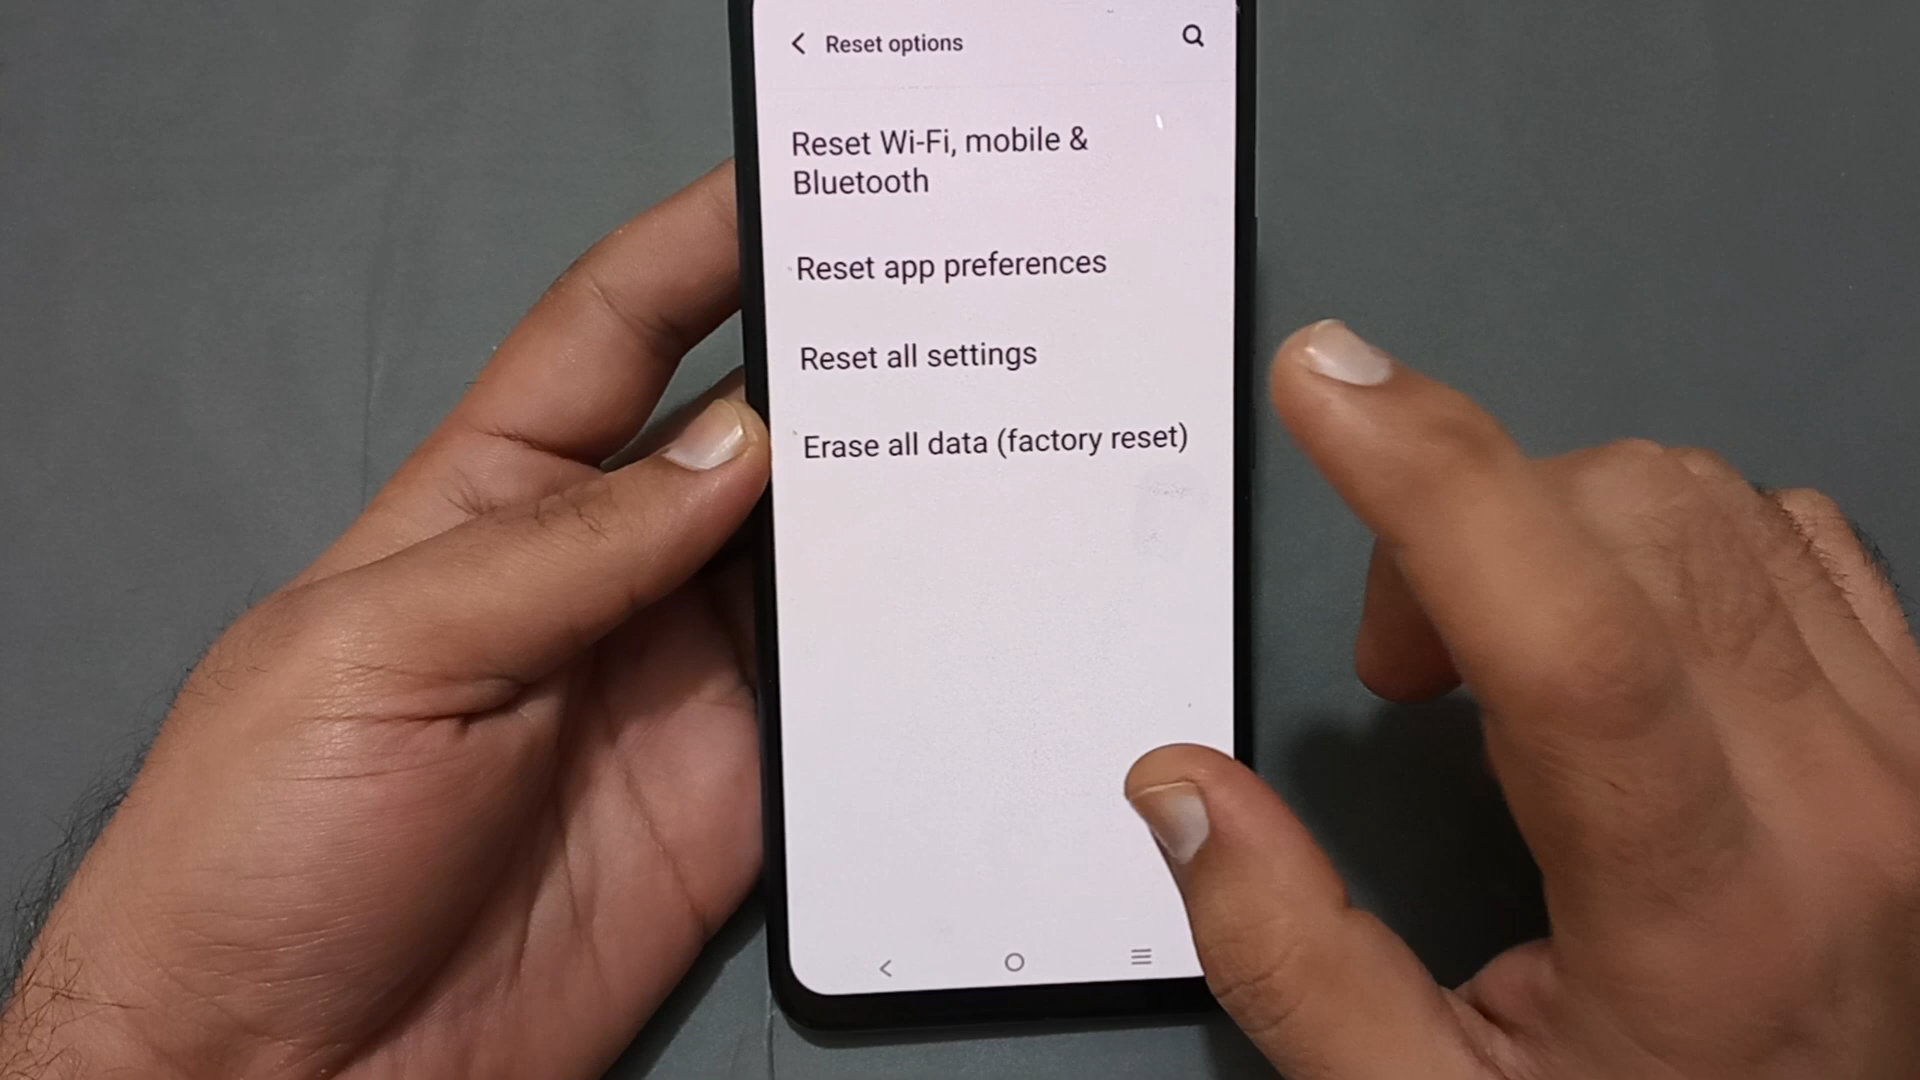 Reset options
Reset Wi-Fi, mobile &
Bluetooth
Reset app preferences
Reset all settings
Erase all data (factory reset)